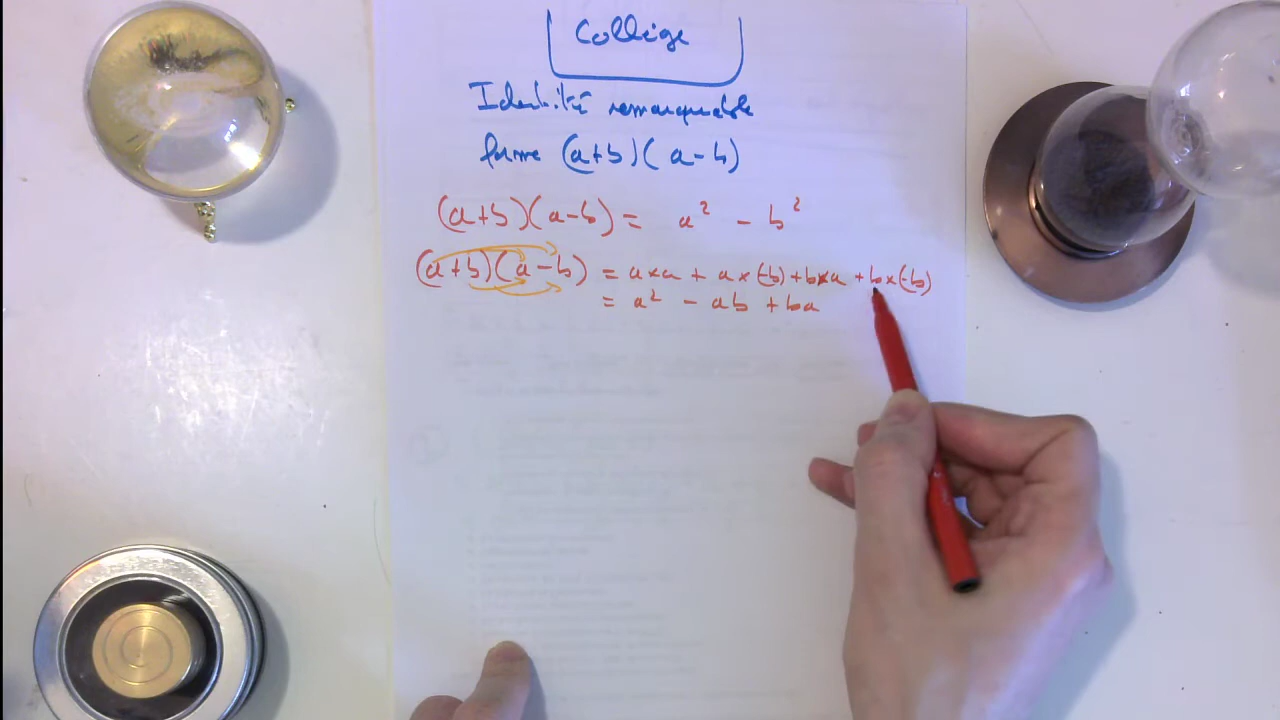 Collège
Identité remarquable
forme (a+b)(a-b)
(a+b)(a-b) = a² - b²
(a+b)(a-b) = a×a + a×(-b) + b×a + b×(-b)
= a² - ab + ba